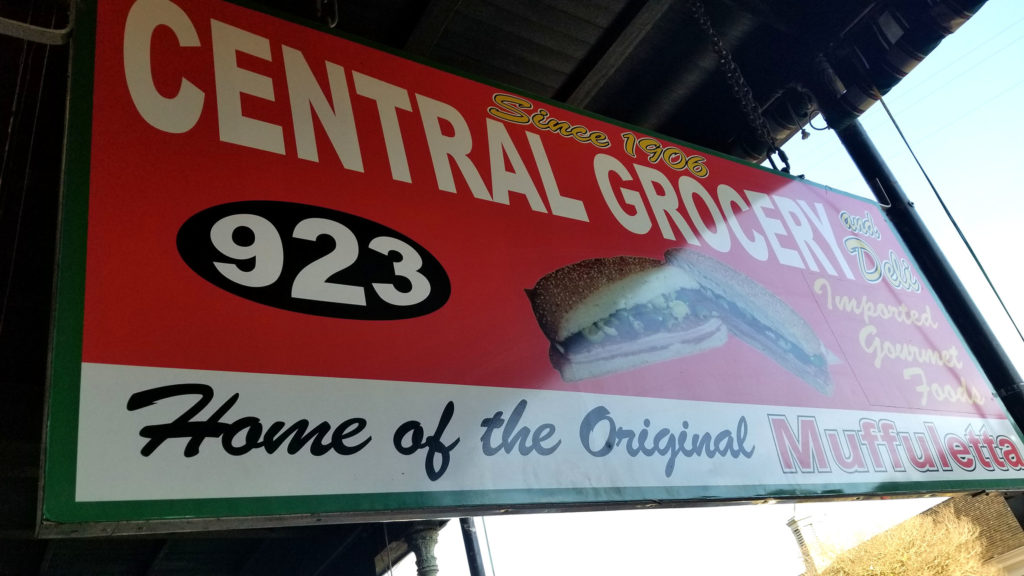 Since 1906
CENTRAL GROCERY
and
Deli
923
Imported
Gourmet
Foods
Home of the Original Muffuletta